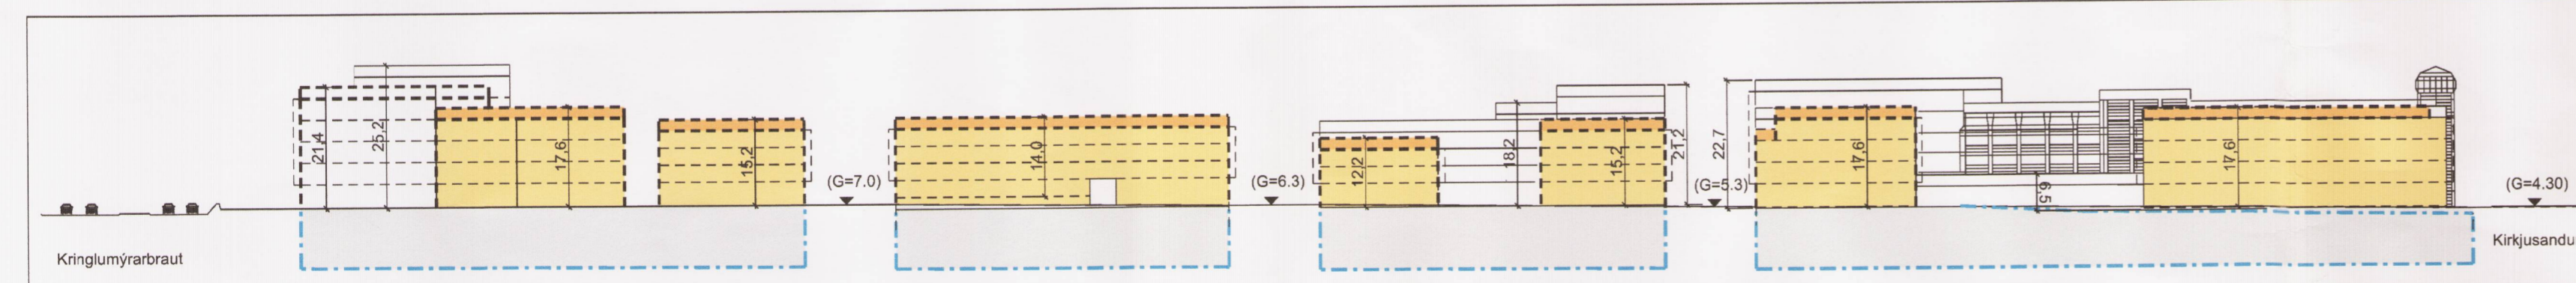 21,4
25,2
17,6
15,2
(G=7.0)
14,0
(G=6.3)
12,2
18,2
15,2
21,2
(G=5.3)
22,7
17,6
6,5
17,6
(G=4.30)
Kringlumýrarbraut
Kirkjusandu